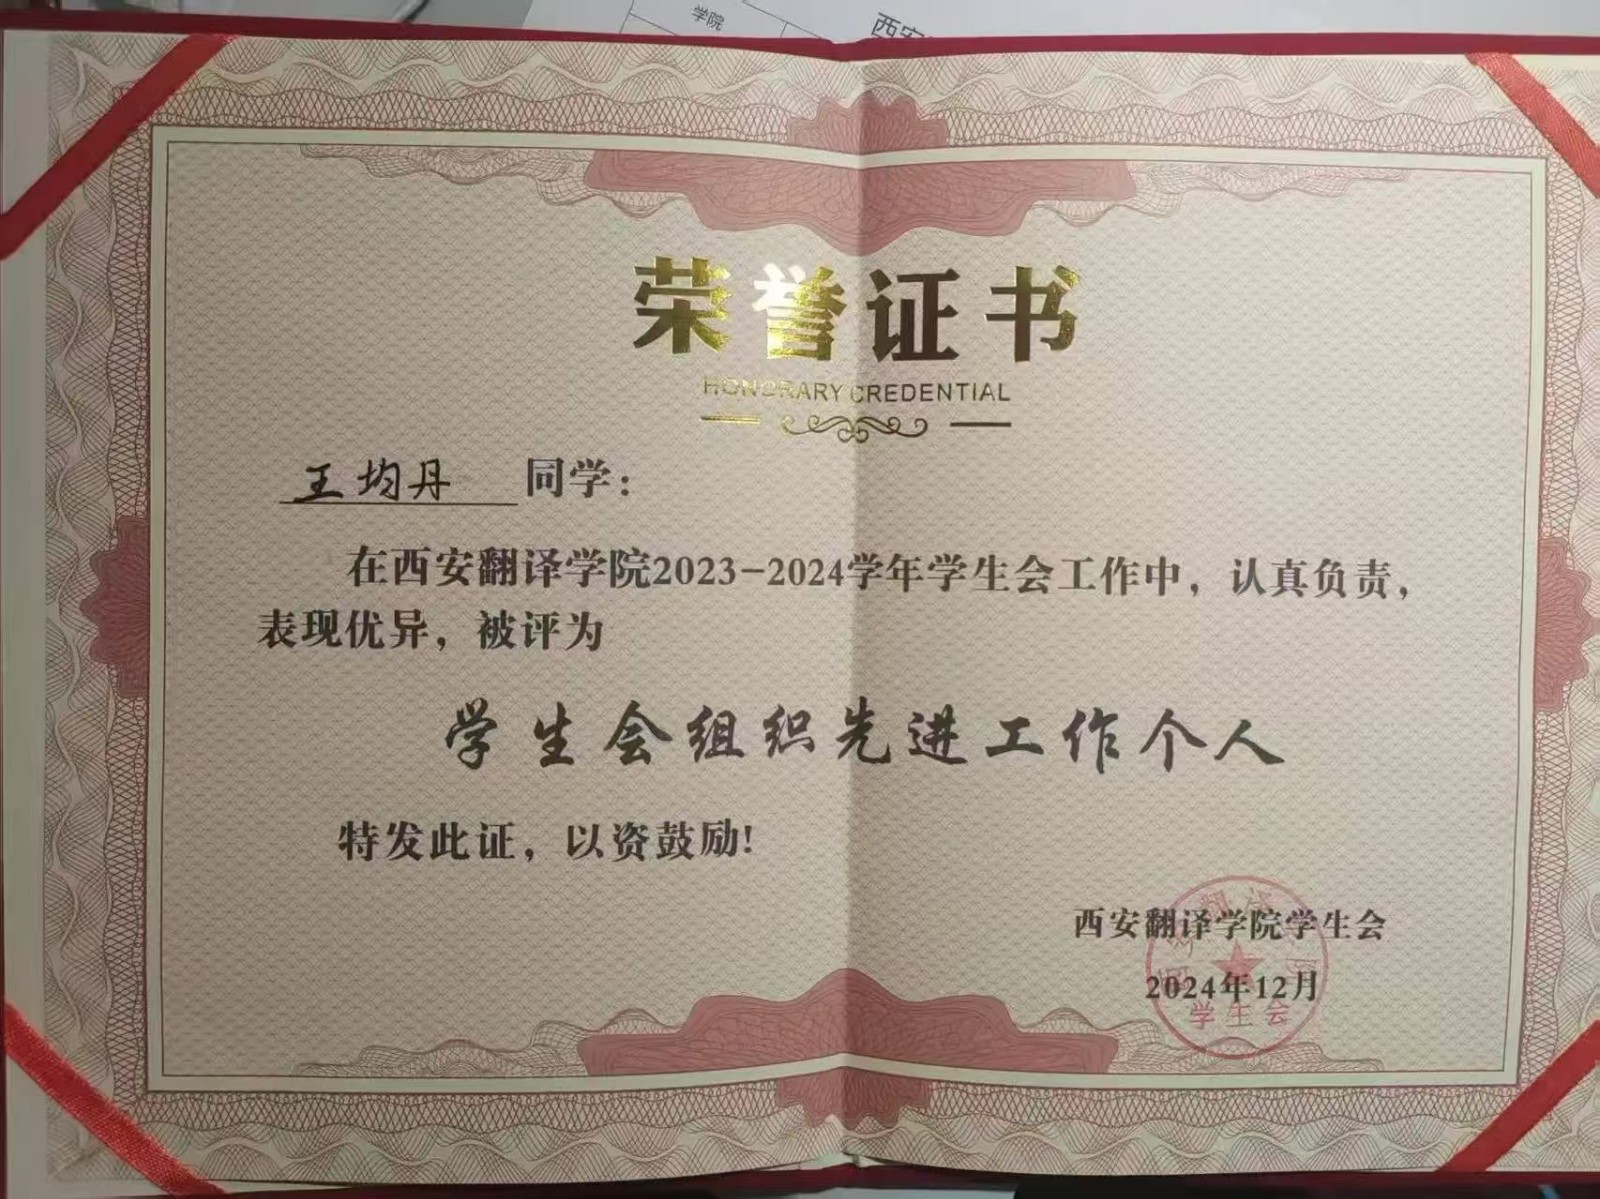 学院
荣誉证书
HONORARY CREDENTIAL
王均丹 同学：
在西安翻译学院2023-2024学年学生会工作中，认真负责，
表现优异，被评为
学生会组织先进工作个人
特发此证，以资鼓励!
西安翻译学院学生会
2024年12月
学生会